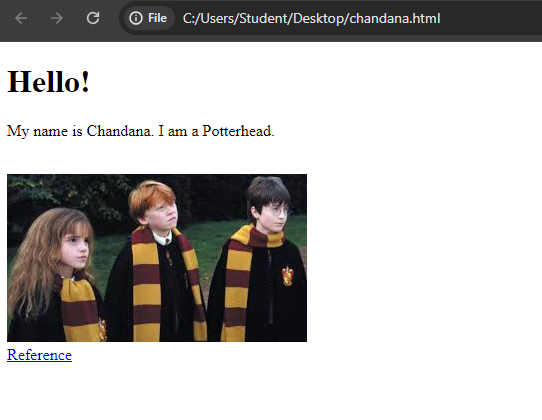 File C:/Users/Student/Desktop/chandana.html
Hello!
My name is Chandana. I am a Potterhead.
Reference